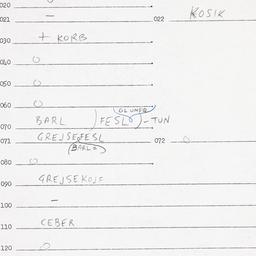 020
021 — 022 KOSIK
030 + KORB
040 O
050 O
060 O
070 BARL ) FESL ) - TUN
071 GREJSEFESL 072 O
(BARL=)
080 O
090 GREJSEKOJE
100 —
110 CEBER
120 O